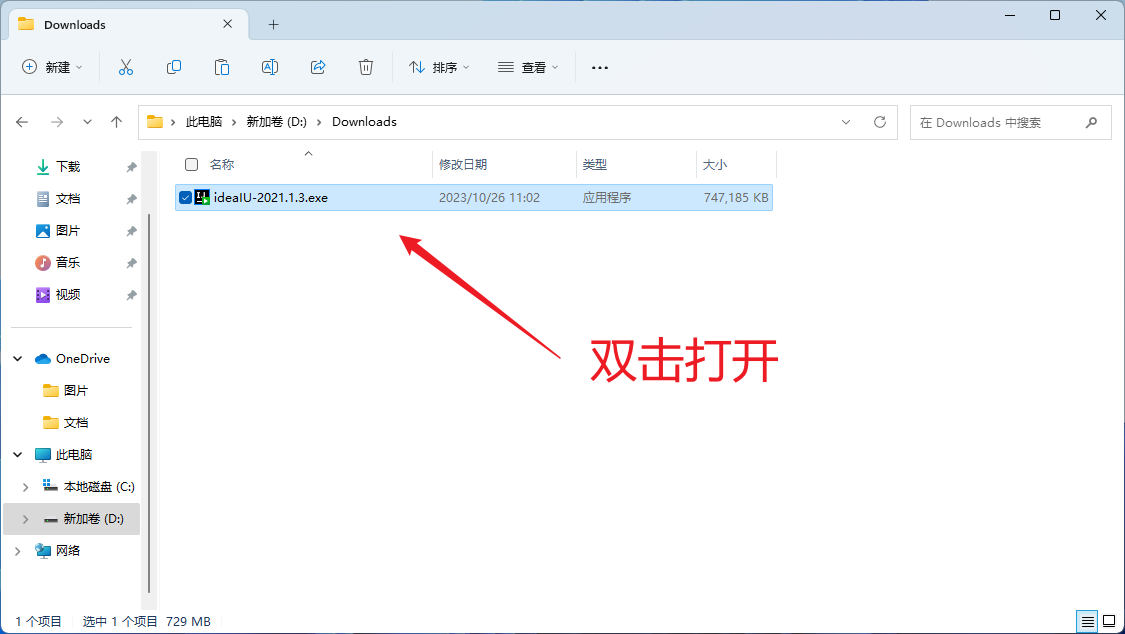 Downloads
新建
排序
查看
此电脑 新加卷 (D:) Downloads
在 Downloads 中搜索
名称 修改日期 类型 大小
ideaIU-2021.1.3.exe 2023/10/26 11:02 应用程序 747,185 KB
下载
文档
图片
音乐
视频
OneDrive
图片
文档
此电脑
本地磁盘 (C:)
新加卷 (D:)
网络
双击打开
1 个项目 选中 1 个项目 729 MB